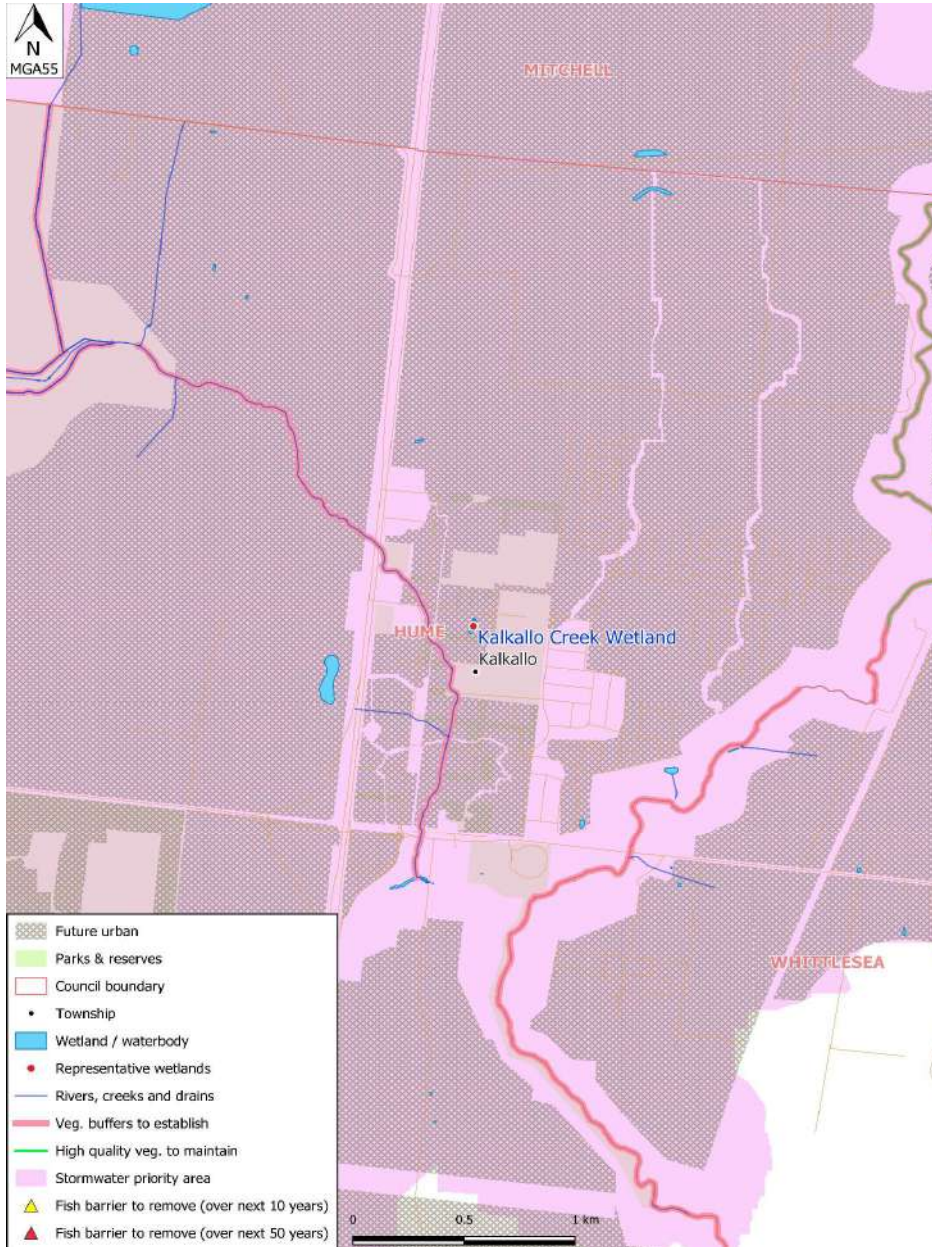 N
MGA55
MITCHELL
HUME
Kalkallo Creek Wetland
Kalkallo
WHITTLESEA
Future urban
Parks & reserves
Council boundary
Township
Wetland / waterbody
Representative wetlands
Rivers, creeks and drains
Veg. buffers to establish
High quality veg. to maintain
Stormwater priority area
Fish barrier to remove (over next 10 years)
Fish barrier to remove (over next 50 years)
0 0.5 1 km